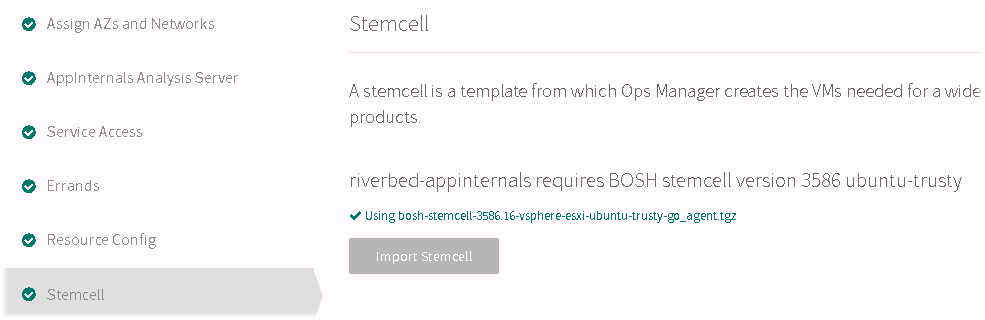 Assign AZs and Networks
AppInternals Analysis Server
Service Access
Errands
Resource Config
Stemcell
Stemcell
A stemcell is a template from which Ops Manager creates the VMs needed for a wide
products.
riverbed-appinternals requires BOSH stemcell version 3586 ubuntu-trusty
Using bosh-stemcell-3586.16-vsphere-esxi-ubuntu-trusty-go_agent.tgz
Import Stemcell